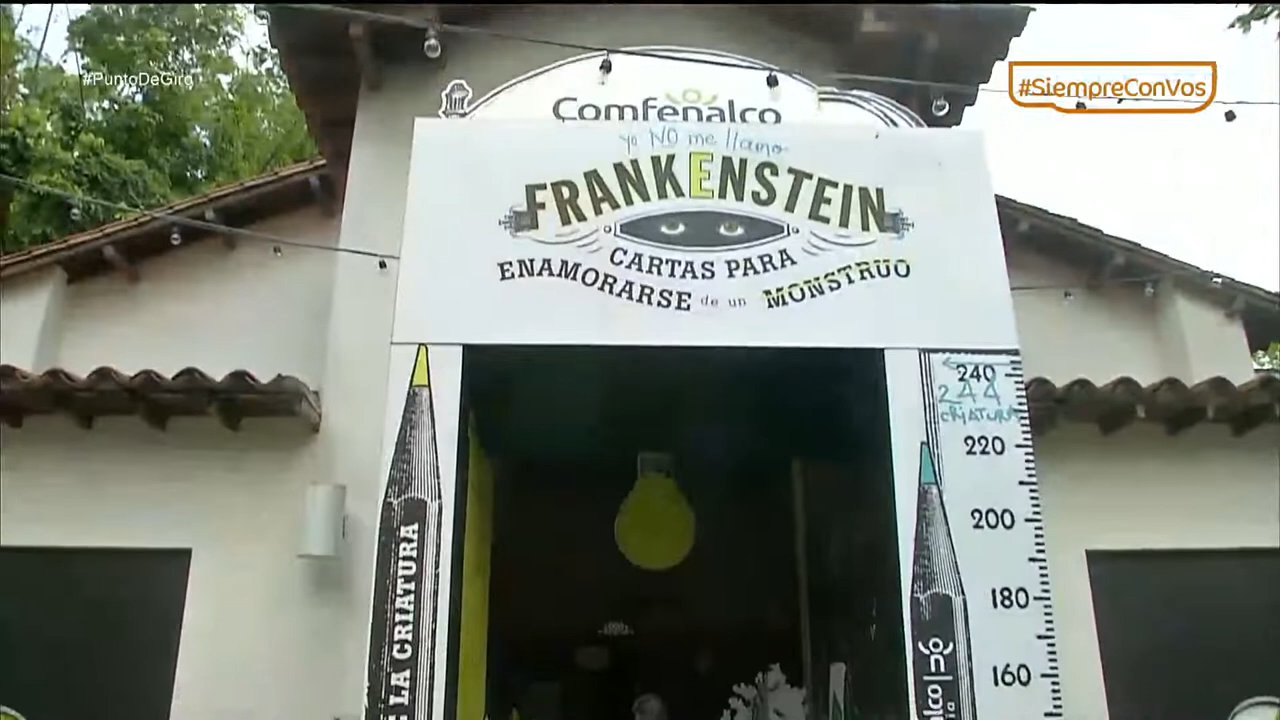 #PuntoDeGiro
#SiempreConVos
Comfenalco
yo NO me llamo
FRANKENSTEIN
CARTAS PARA
ENAMORARSE de un MONSTRUO
240
244
CRIATURA
220
200
180
160
LA CRIATURA